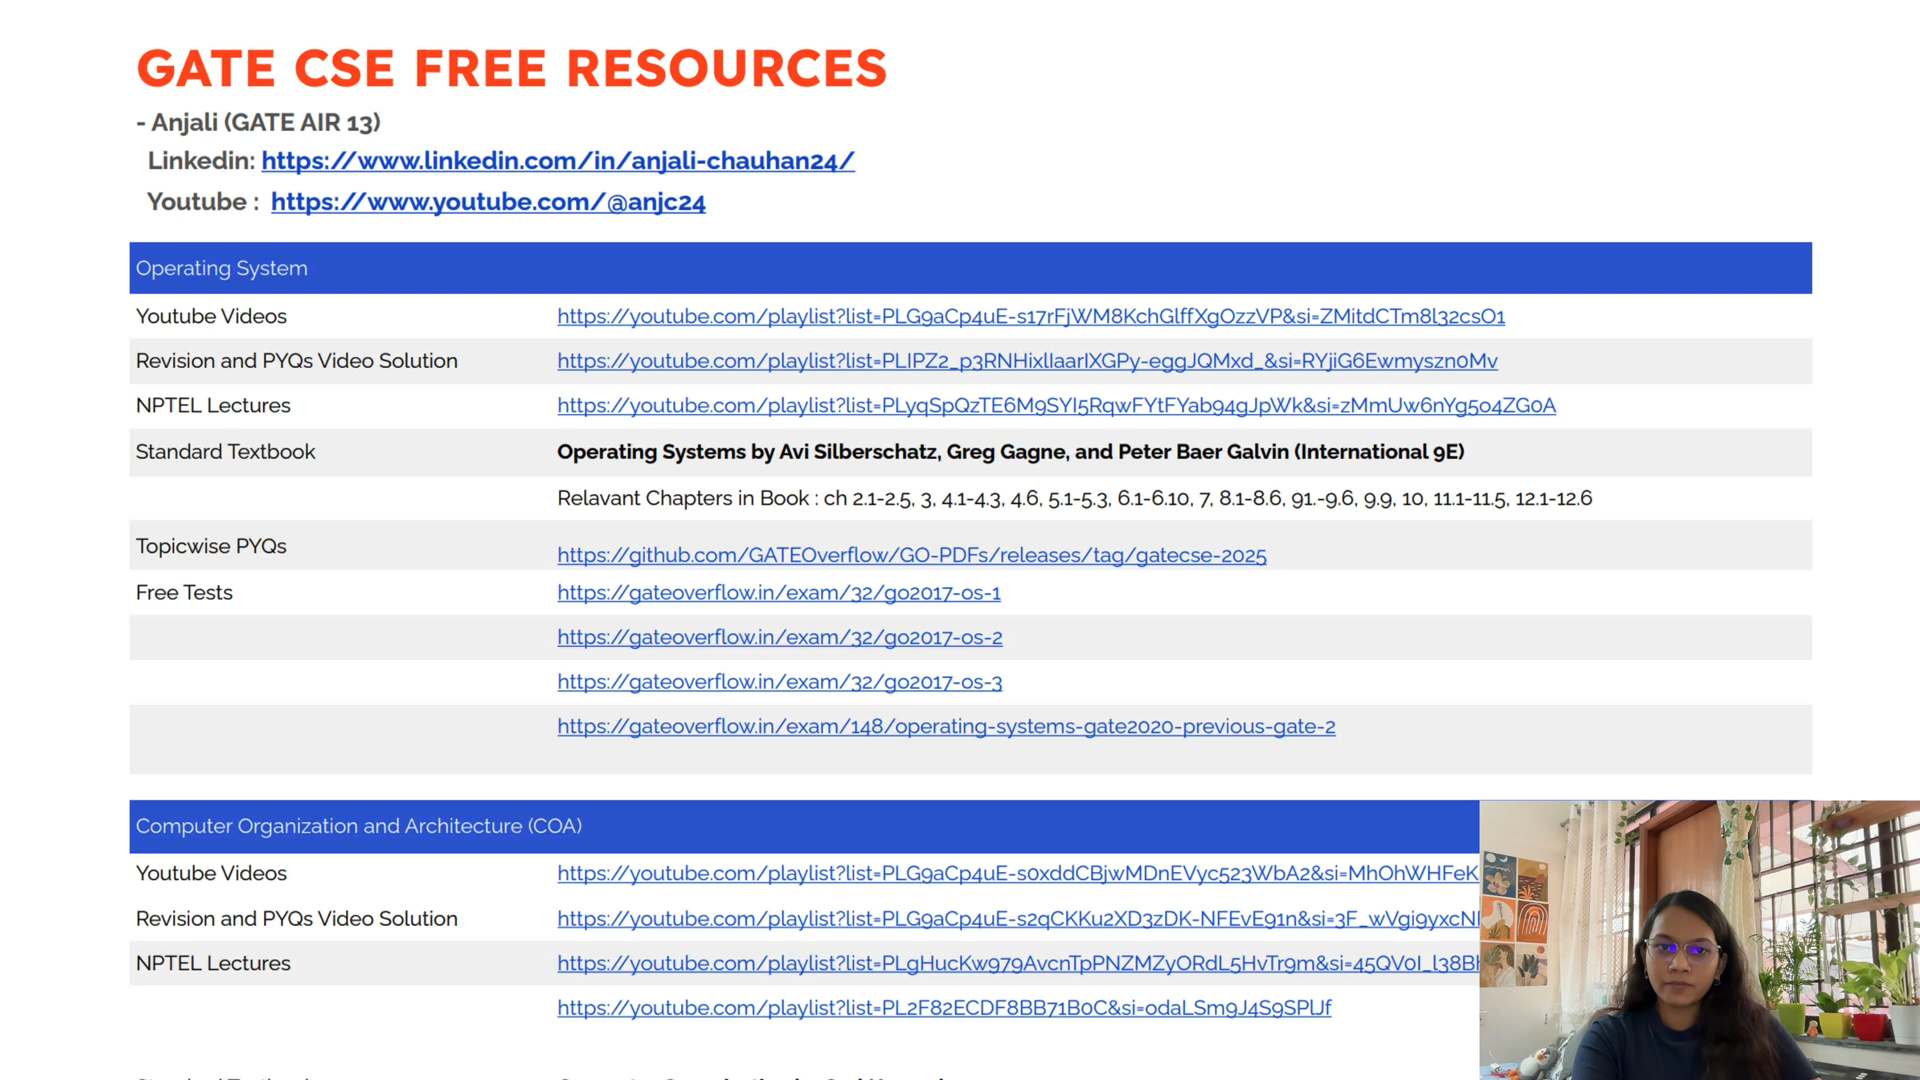 GATE CSE FREE RESOURCES
- Anjali (GATE AIR 13)
Linkedin: https://www.linkedin.com/in/anjali-chauhan24/
Youtube : https://www.youtube.com/@anjc24
Operating System
Youtube Videos https://youtube.com/playlist?list=PLG9aCp4uE-s17rFjWM8KchGlffXgOzzVP&si=ZMitdCTm8l32csO1
Revision and PYQs Video Solution https://youtube.com/playlist?list=PLIPZ2_p3RNHixlIaarIXGPy-eggJQMxd_&si=RYjiG6Ewmyszn0Mv
NPTEL Lectures https://youtube.com/playlist?list=PLyqSpQzTE6M9SYI5RqwFYtFYab94gJpWk&si=zMmUw6nYg5o4ZG0A
Standard Textbook Operating Systems by Avi Silberschatz, Greg Gagne, and Peter Baer Galvin (International 9E)
Relavant Chapters in Book : ch 2.1-2.5, 3, 4.1-4.3, 4.6, 5.1-5.3, 6.1-6.10, 7, 8.1-8.6, 91.-9.6, 9.9, 10, 11.1-11.5, 12.1-12.6
Topicwise PYQs https://github.com/GATEOverflow/GO-PDFs/releases/tag/gatecse-2025
Free Tests https://gateoverflow.in/exam/32/go2017-os-1
https://gateoverflow.in/exam/32/go2017-os-2
https://gateoverflow.in/exam/32/go2017-os-3
https://gateoverflow.in/exam/148/operating-systems-gate2020-previous-gate-2
Computer Organization and Architecture (COA)
Youtube Videos https://youtube.com/playlist?list=PLG9aCp4uE-s0xddCBjwMDnEVyc523WbA2&si=MhOhWHFeK
Revision and PYQs Video Solution https://youtube.com/playlist?list=PLG9aCp4uE-s2qCKKu2XD3zDK-NFEvE91n&si=3F_wVgi9yxcN
NPTEL Lectures https://youtube.com/playlist?list=PLgHucKw979AvcnTpPNZMZyORdL5HvTr9m&si=45QV0I_l38B
https://youtube.com/playlist?list=PL2F82ECDF8BB71B0C&si=odaLSm9J4S9SPlJf